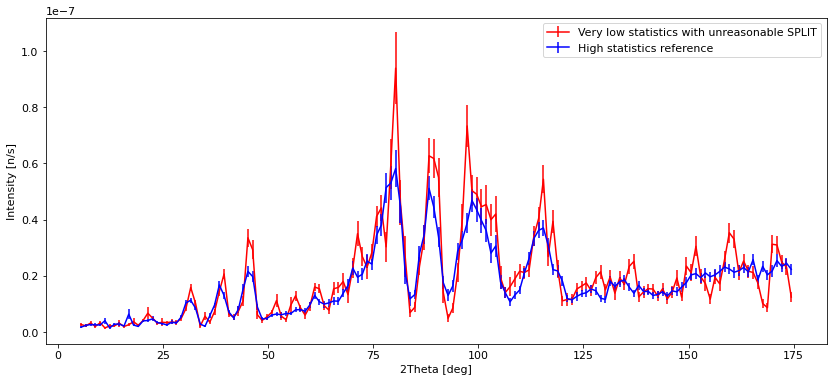 1e−7
Very low statistics with unreasonable SPLIT
High statistics reference
1.0
0.8
0.6
0.4
0.2
0.0
Intensity [n/s]
0 25 50 75 100 125 150 175
2Theta [deg]